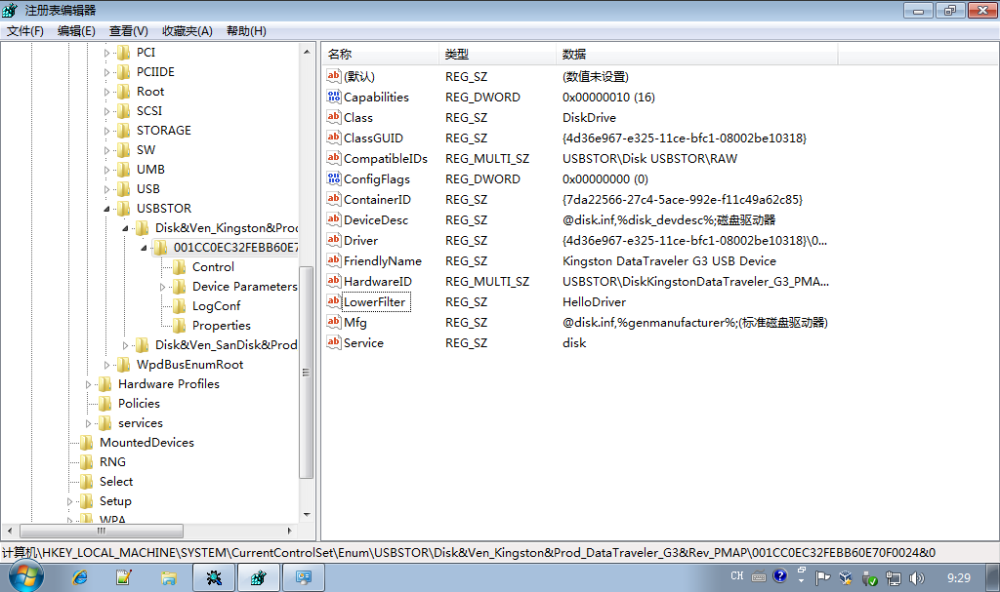 注册表编辑器
文件(F) 编辑(E) 查看(V) 收藏夹(A) 帮助(H)
PCI
PCIIDE
Root
SCSI
STORAGE
SW
UMB
USB
USBSTOR
Disk&Ven_Kingston&Prod
001CC0EC32FEBB60E7
Control
Device Parameters
LogConf
Properties
Disk&Ven_SanDisk&Prod
WpdBusEnumRoot
Hardware Profiles
Policies
services
MountedDevices
RNG
Select
Setup
WPA
名称 类型 数据
(默认) REG_SZ (数值未设置)
Capabilities REG_DWORD 0x00000010 (16)
Class REG_SZ DiskDrive
ClassGUID REG_SZ {4d36e967-e325-11ce-bfc1-08002be10318}
CompatibleIDs REG_MULTI_SZ USBSTOR\Disk USBSTOR\RAW
ConfigFlags REG_DWORD 0x00000000 (0)
ContainerID REG_SZ {7da22566-27c4-5ace-992e-f11c49a62c85}
DeviceDesc REG_SZ @disk.inf,%disk_devdesc%;磁盘驱动器
Driver REG_SZ {4d36e967-e325-11ce-bfc1-08002be10318}\0...
FriendlyName REG_SZ Kingston DataTraveler G3 USB Device
HardwareID REG_MULTI_SZ USBSTOR\DiskKingstonDataTraveler_G3_PMA...
LowerFilter REG_SZ HelloDriver
Mfg REG_SZ @disk.inf,%genmanufacturer%;(标准磁盘驱动器)
Service REG_SZ disk
计算机\HKEY_LOCAL_MACHINE\SYSTEM\CurrentControlSet\Enum\USBSTOR\Disk&Ven_Kingston&Prod_DataTraveler_G3&Rev_PMAP\001CC0EC32FEBB60E70F0024&0
CH 9:29